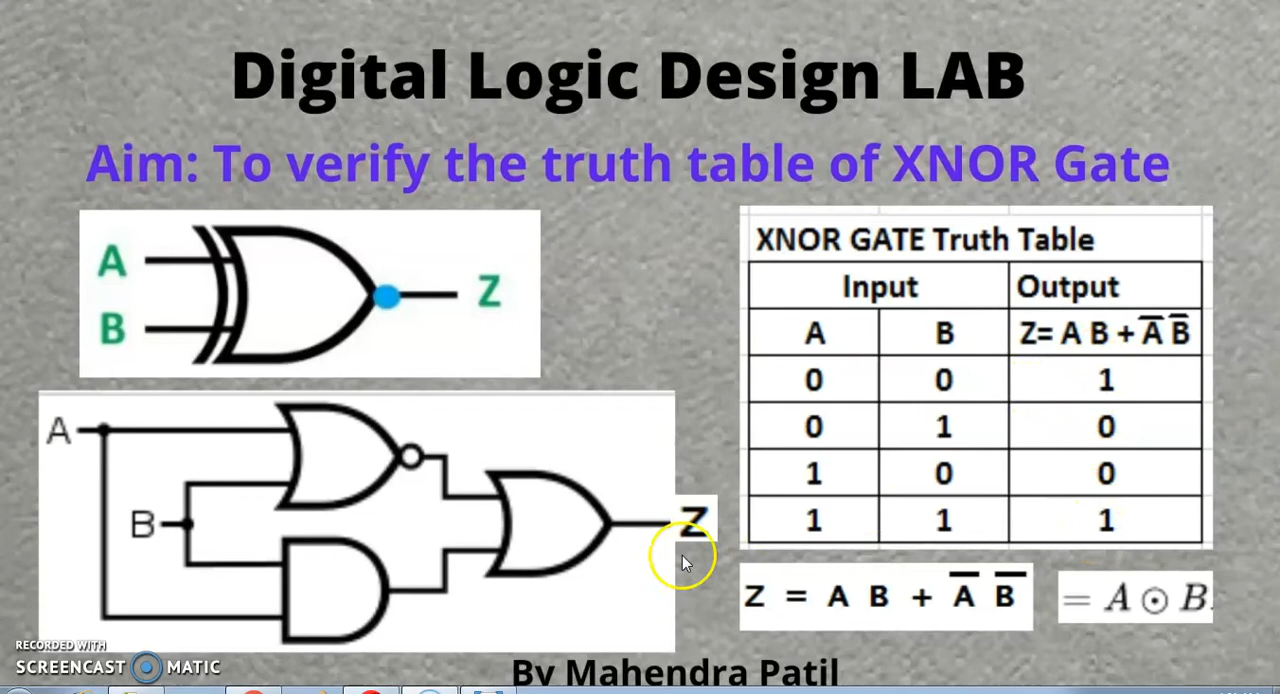 Digital Logic Design LAB
Aim: To verify the truth table of XNOR Gate
A
B
Z
A
B
Z
XNOR GATE Truth Table
Input Output
A B Z= A B + A̅ B̅
0 0 1
0 1 0
1 0 0
1 1 1
Z = A B + A̅ B̅ = A ⊙ B.
RECORDED WITH
SCREENCAST MATIC
By Mahendra Patil